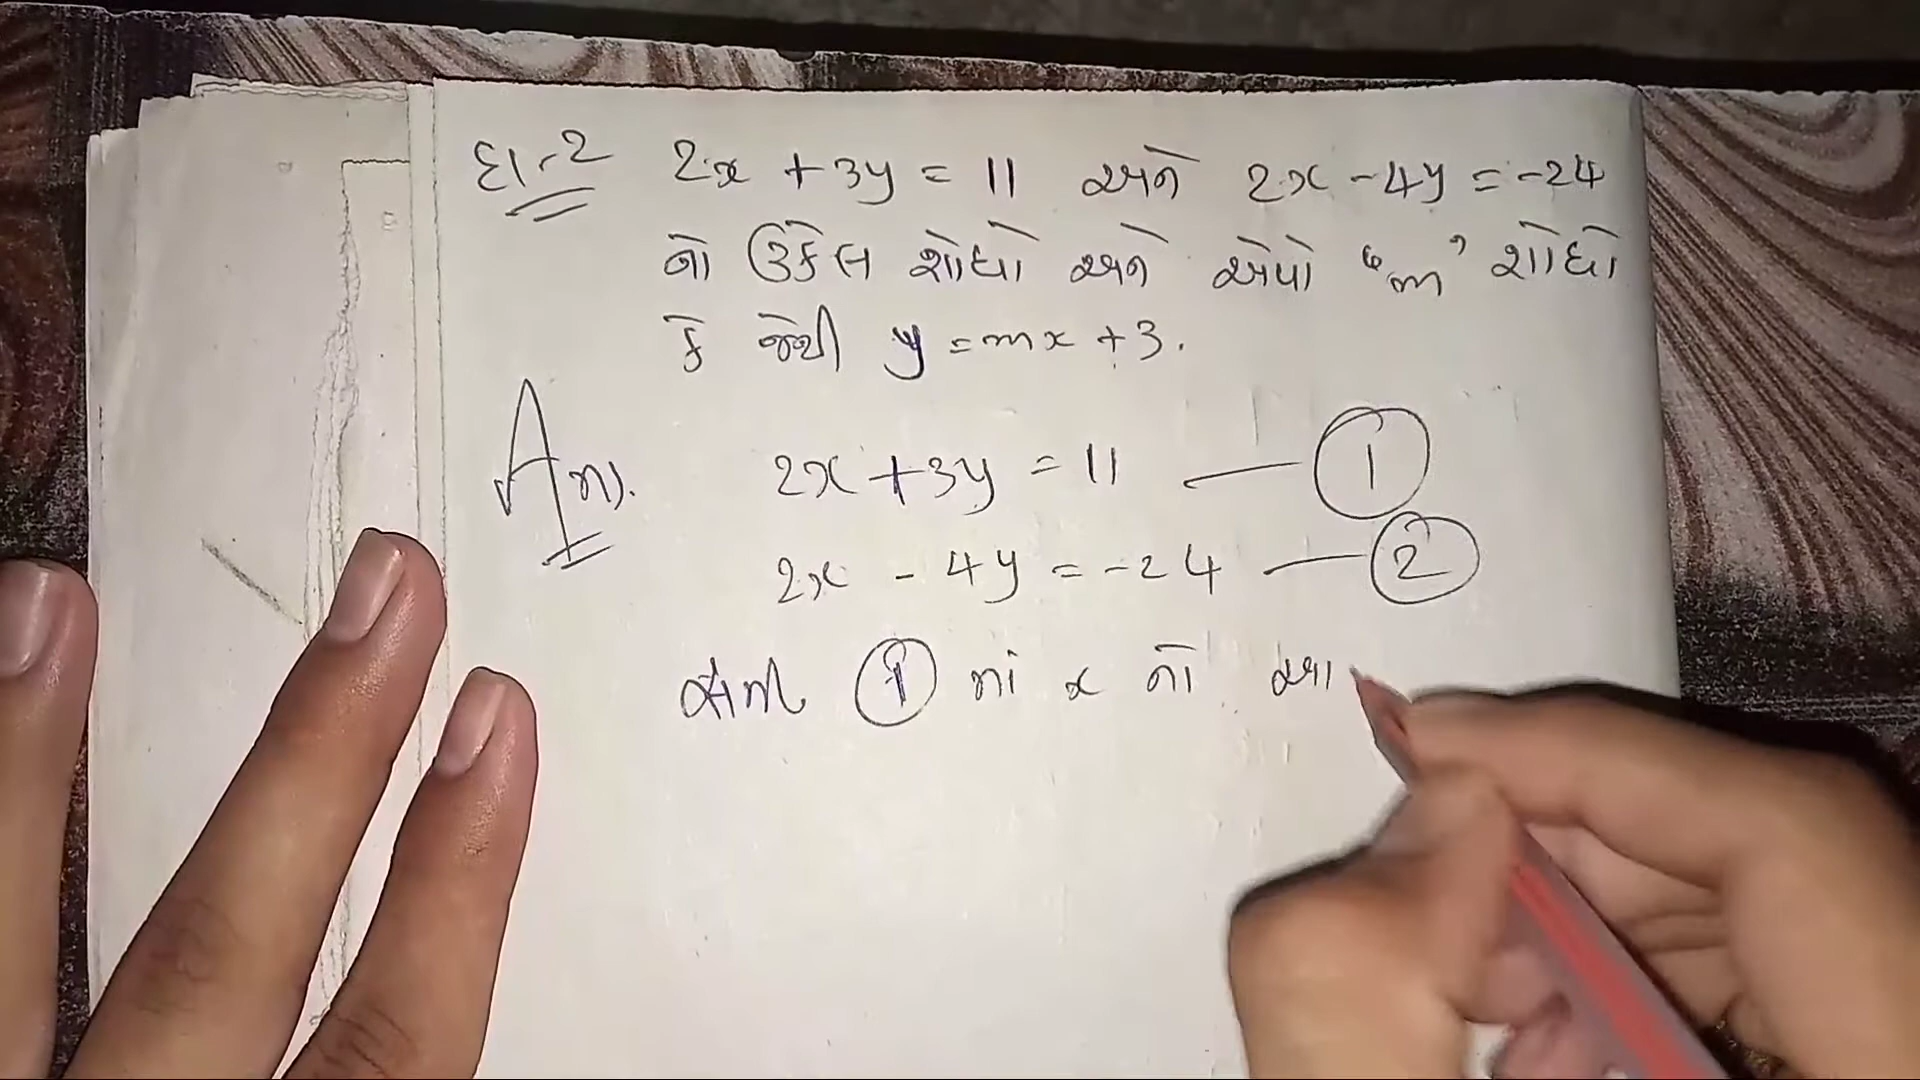 દા-2 2x + 3y = 11 અને 2x - 4y = -24
નો ઉકેલ શોધો અને એવો "m" શોધો
કે જેથી y = mx + 3.
Ans. 2x + 3y = 11 — 1
2x - 4y = -24 — 2
સમી 1 નાં x નો સા